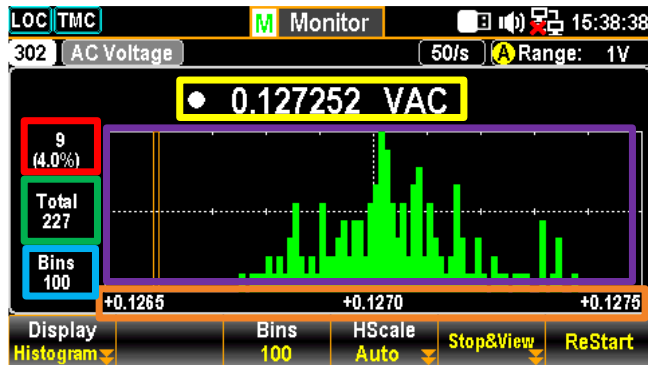 LOC TMC M Monitor 15:38:38
302 AC Voltage 50/s A Range: 1V
0.127252 VAC
9
(4.0%)
Total
227
Bins
100
+0.1265 +0.1270 +0.1275
Display Bins HScale Stop&View ReStart
Histogram 100 Auto